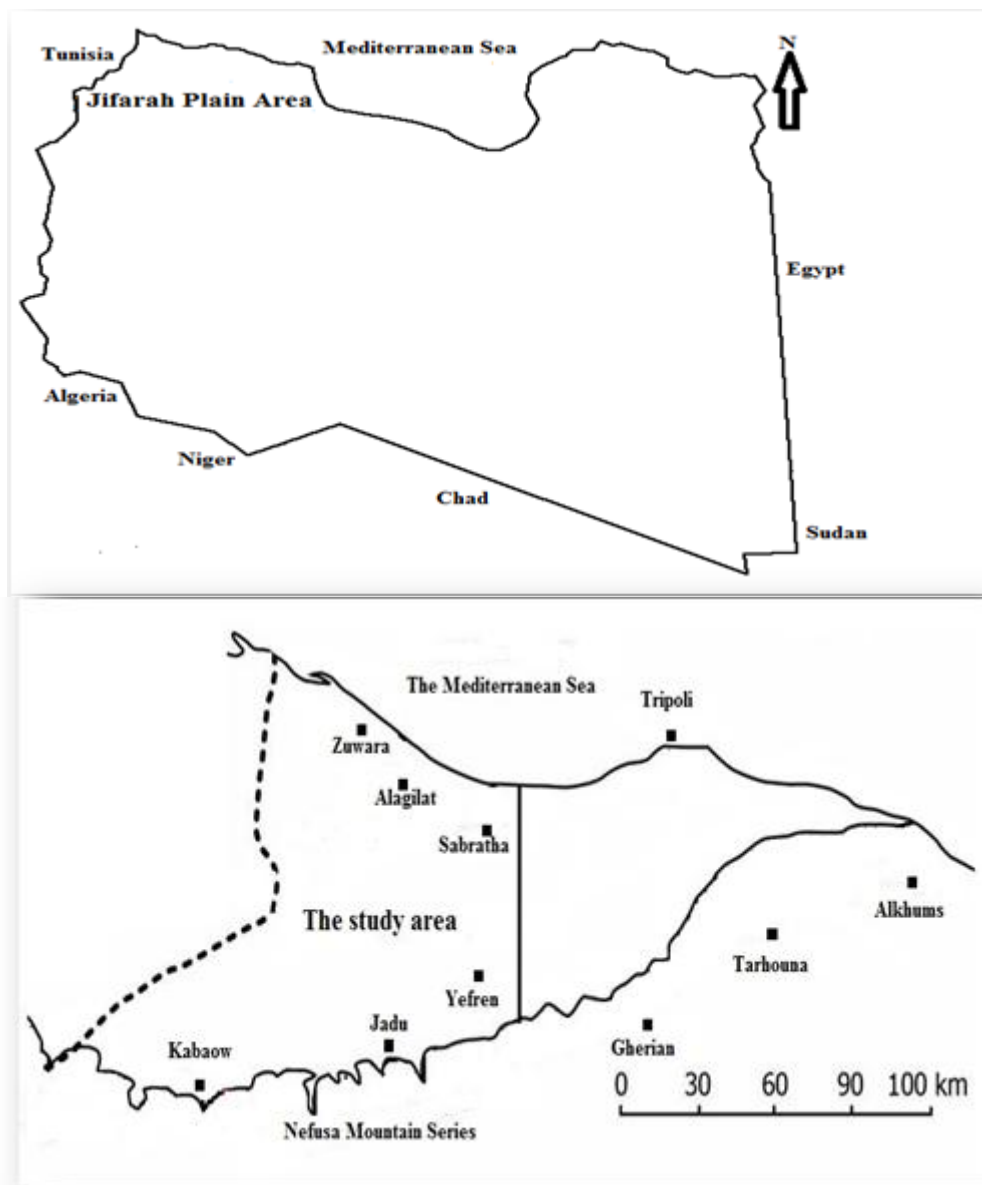 Mediterranean Sea
N
Tunisia
Jifarah Plain Area
Egypt
Algeria
Niger
Chad
Sudan
The Mediterranean Sea
Tripoli
Zuwara
Alagilat
Sabratha
Alkhums
The study area
Tarhouna
Yefren
Jadu
Gherian
Kabaow
0 30 60 90 100 km
Nefusa Mountain Series